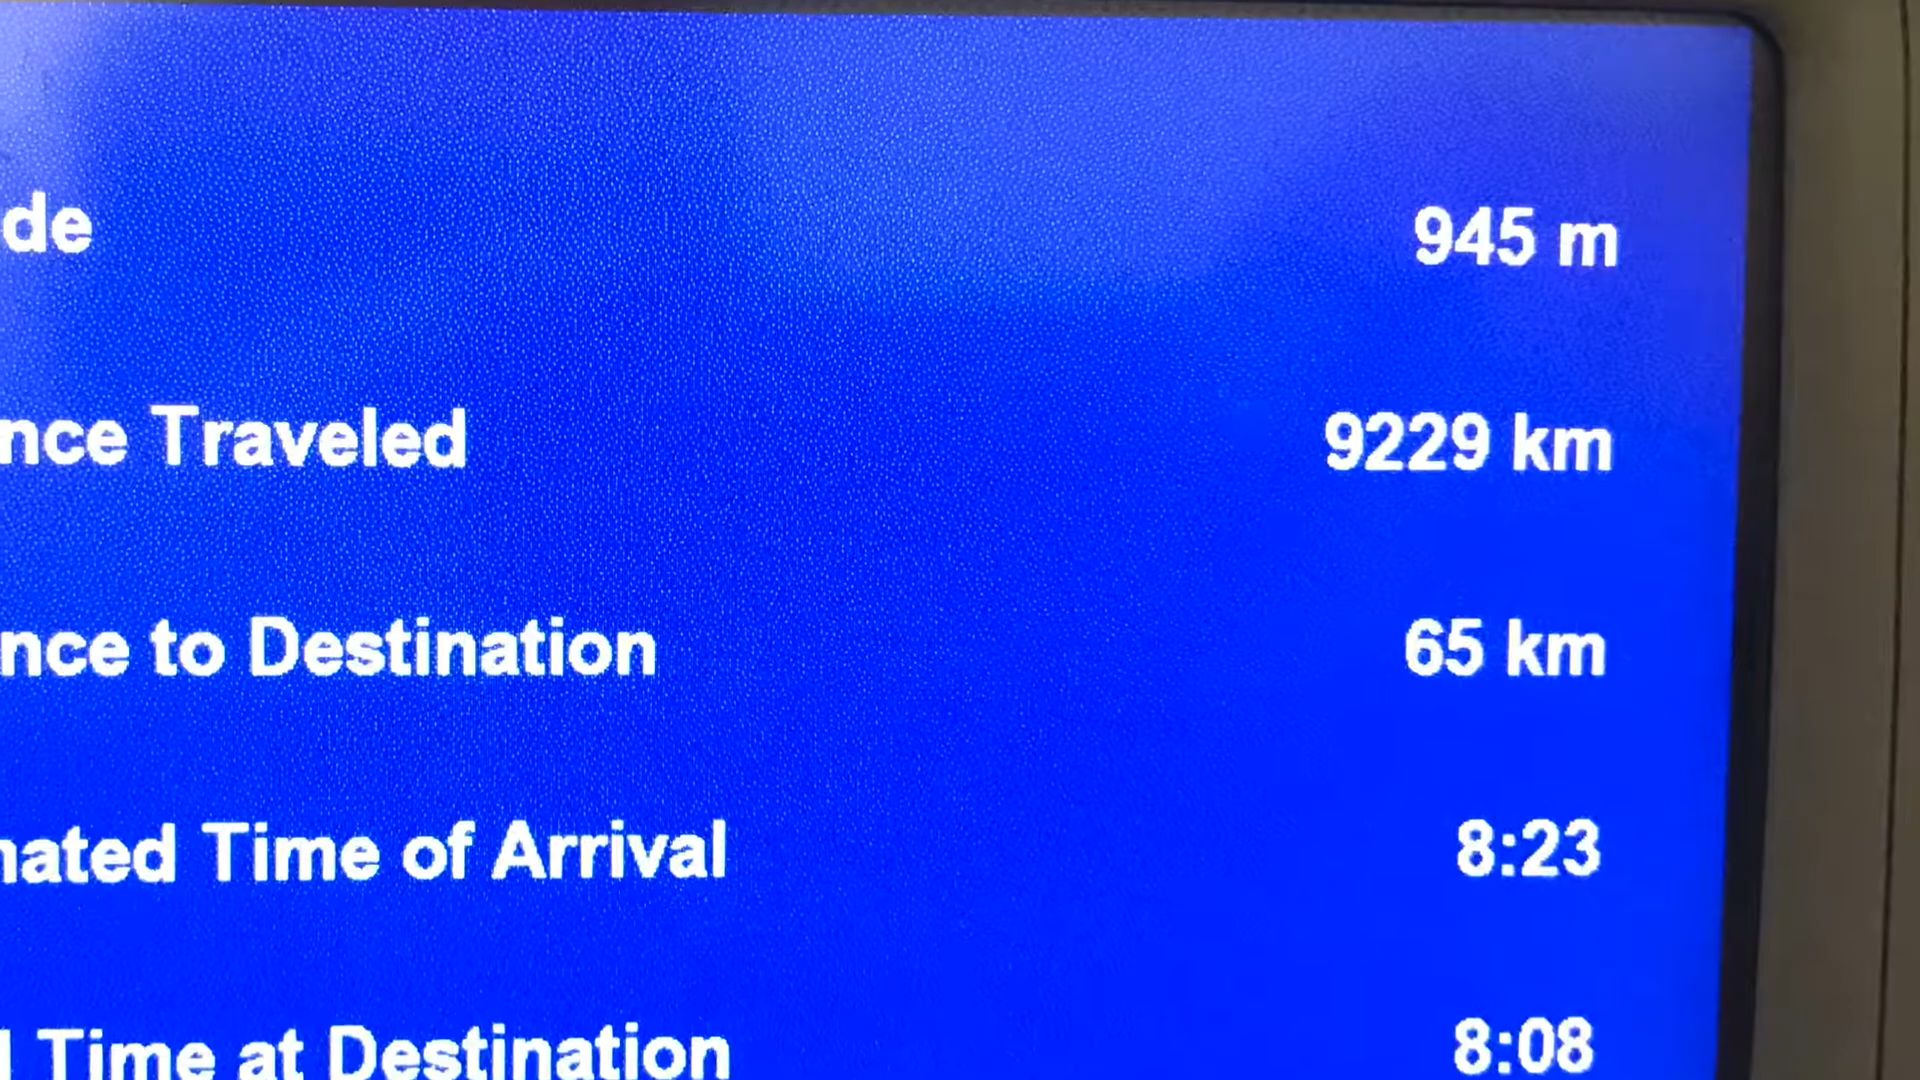 de 945 m
nce Traveled 9229 km
nce to Destination 65 km
mated Time of Arrival 8:23
l Time at Destination 8:08